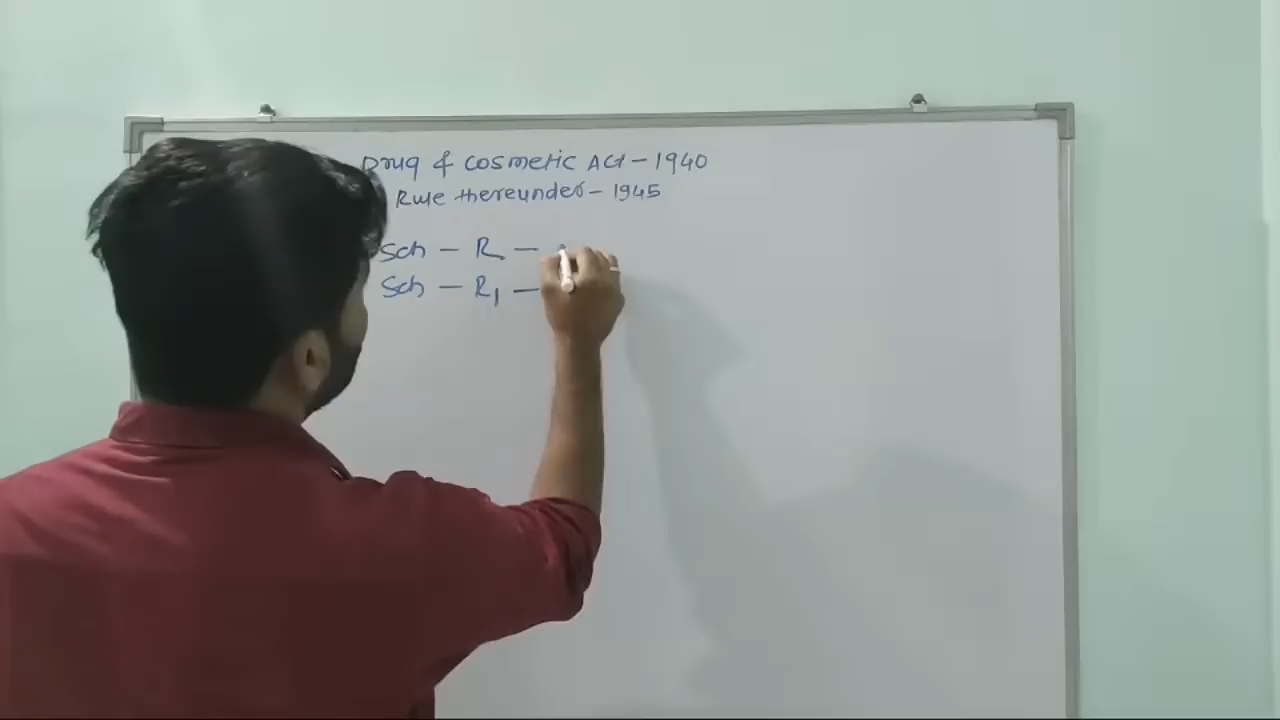 Drug & Cosmetic Act - 1940
Rule thereunder - 1945
Sch - R -
Sch - R1 -